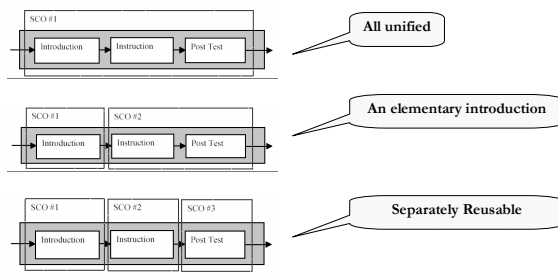 SCO #1
Introduction Instruction Post Test
All unified
SCO #1 SCO #2
Introduction Instruction Post Test
An elementary introduction
SCO #1 SCO #2 SCO #3
Introduction Instruction Post Test
Separately Reusable